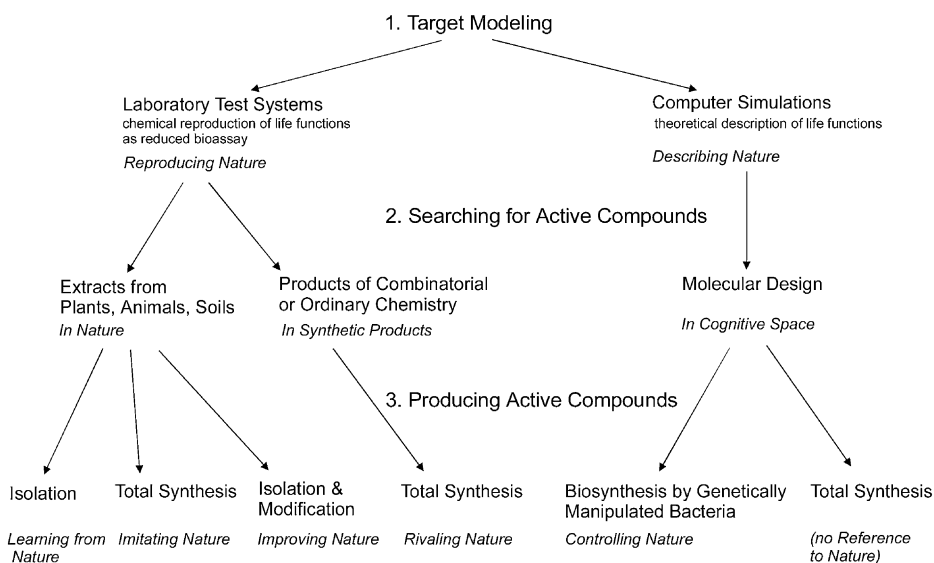 1. Target Modeling
Laboratory Test Systems
chemical reproduction of life functions
as reduced bioassay
Reproducing Nature
Computer Simulations
theoretical description of life functions
Describing Nature
2. Searching for Active Compounds
Extracts from
Plants, Animals, Soils
In Nature
Products of Combinatorial
or Ordinary Chemistry
In Synthetic Products
Molecular Design
In Cognitive Space
3. Producing Active Compounds
Isolation
Learning from
Nature
Total Synthesis
Imitating Nature
Isolation &
Modification
Improving Nature
Total Synthesis
Rivaling Nature
Biosynthesis by Genetically
Manipulated Bacteria
Controlling Nature
Total Synthesis
(no Reference
to Nature)